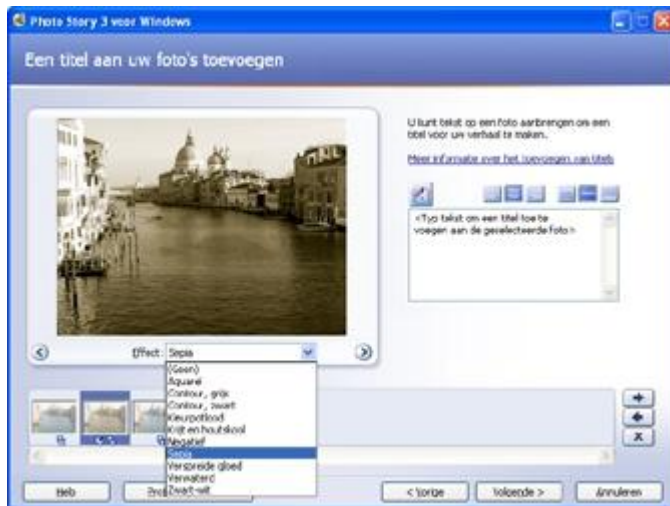 Photo Story 3 voor Windows
Een titel aan uw foto's toevoegen
U kunt tekst op een foto aanbrengen om een
titel voor uw verhaal te maken.
Meer informatie over het toevoegen van titels
<Typ tekst om een titel toe te
voegen aan de geselecteerde foto>
Effect: Sepia
(Geen)
Aquarel
Contour, grijs
Contour, zwart
Kleurpotlood
Krijt en houtskool
Negatief
Sepia
Verspreide gloed
Verwaterd
Zwart-wit
Help
< Vorige
Volgende >
Annuleren